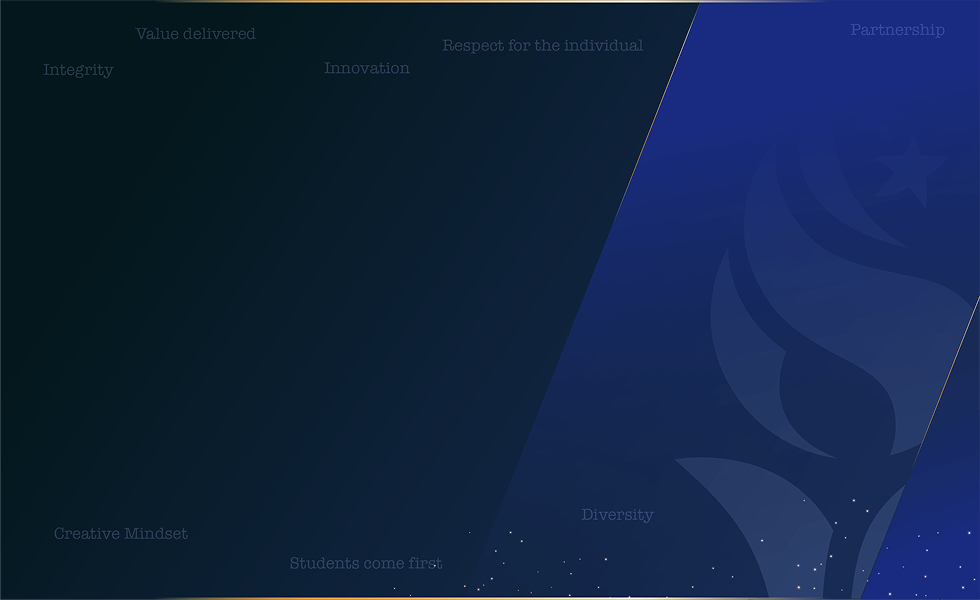 Partnership
Value delivered
Respect for the individual
Innovation
Integrity
Diversity
Creative Mindset
Students come first